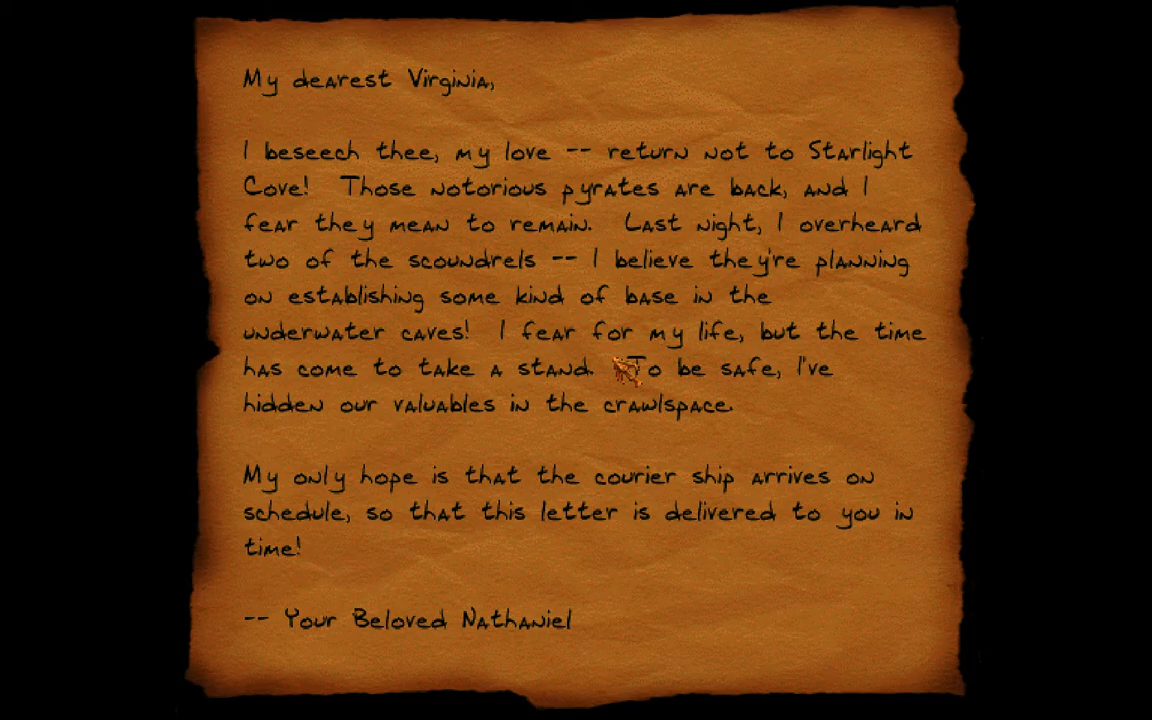 My dearest Virginia,
I beseech thee, my love -- return not to Starlight
Cove!  Those notorious pyrates are back, and I
fear they mean to remain.  Last night, I overheard
two of the scoundrels -- I believe they're planning
on establishing some kind of base in the
underwater caves!  I fear for my life, but the time
has come to take a stand.  To be safe, I've
hidden our valuables in the crawlspace.
My only hope is that the courier ship arrives on
schedule, so that this letter is delivered to you in
time!
-- Your Beloved Nathaniel